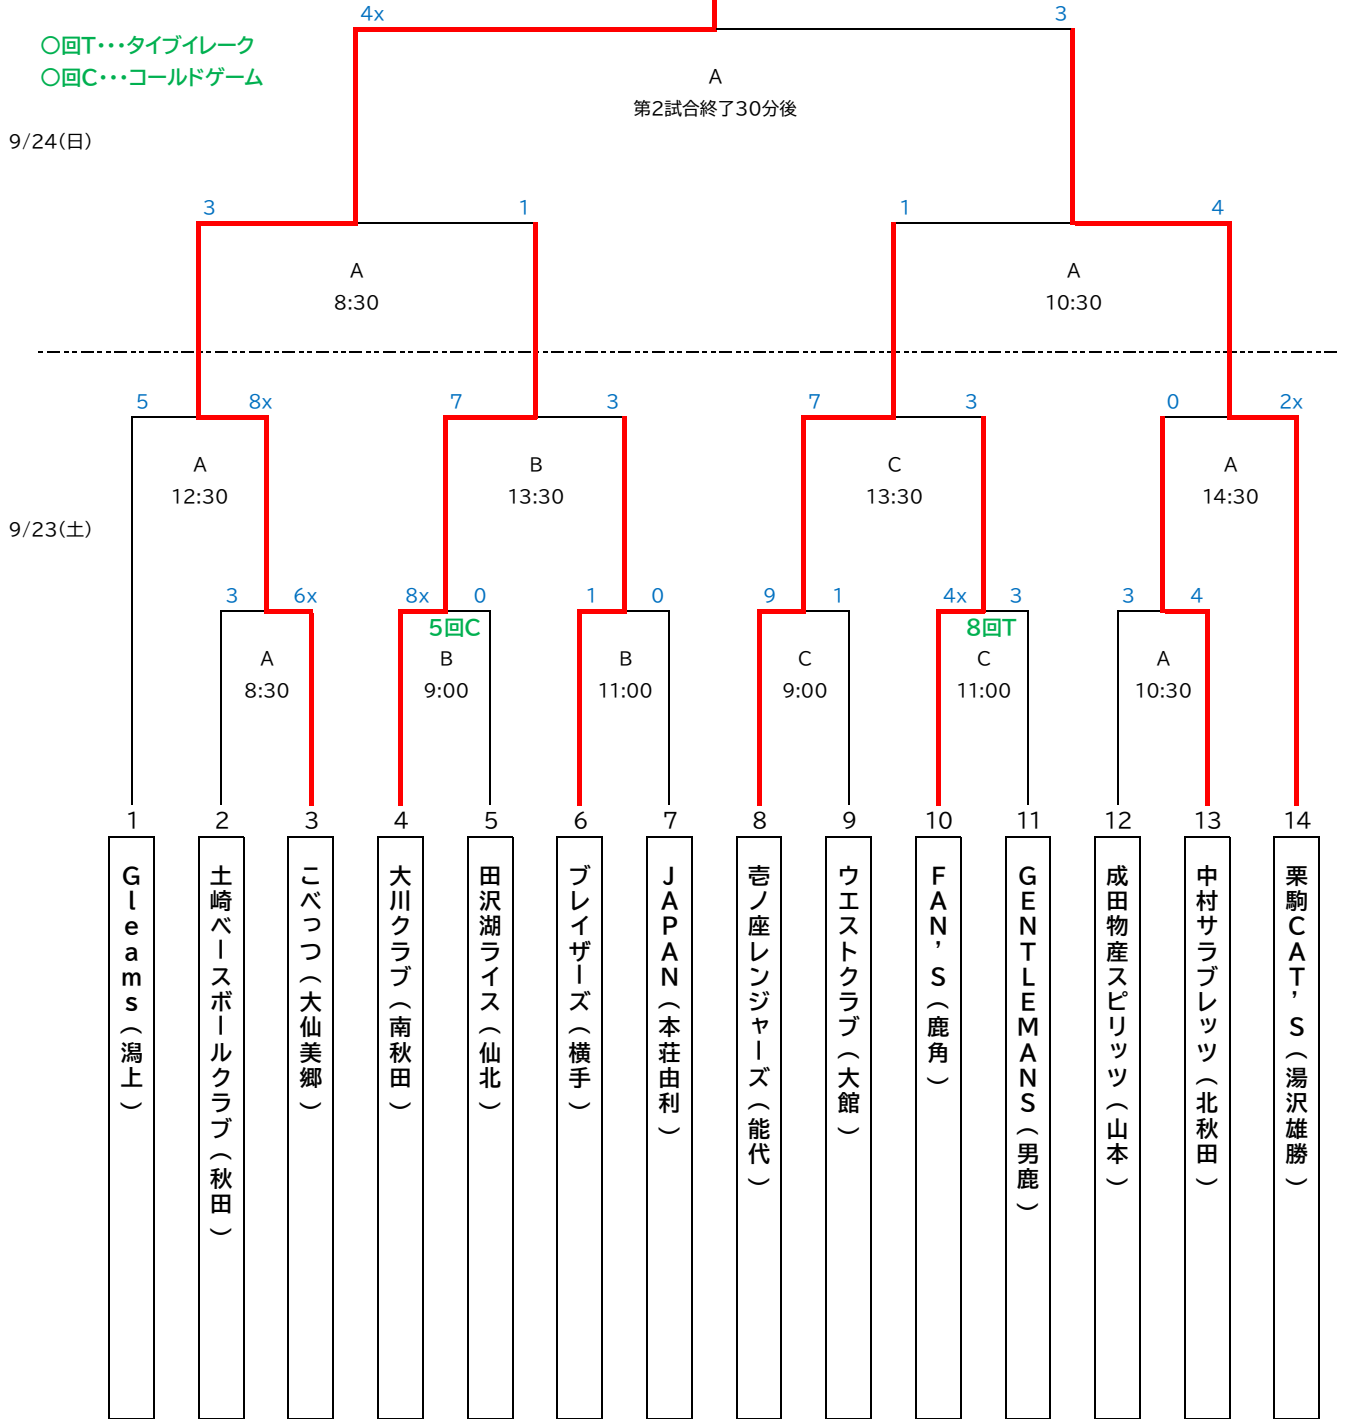 4x 3
〇回T・・・タイブイレーク
〇回C・・・コールドゲーム
A
第2試合終了30分後
9/24(日)
3 1 1 4
A A
8:30 10:30
5 8x 7 3 7 3 0 2x
A B C A
12:30 13:30 13:30 14:30
9/23(土)
3 6x 8x 0 1 0 9 1 4x 3 3 4
5回C 8回T
A B B C C A
8:30 9:00 11:00 9:00 11:00 10:30
1 2 3 4 5 6 7 8 9 10 11 12 13 14
Gleams(潟上)
土崎ベースボールクラブ(秋田)
こべっつ(大仙美郷)
大川クラブ(南秋田)
田沢湖ライス(仙北)
ブレイザーズ(横手)
JAPAN(本荘由利)
壱ノ座レンジャーズ(能代)
ウエストクラブ(大館)
FAN'S(鹿角)
GENTLEMANS(男鹿)
成田物産スピリッツ(山本)
中村サラブレッツ(北秋田)
栗駒CAT'S(湯沢雄勝)